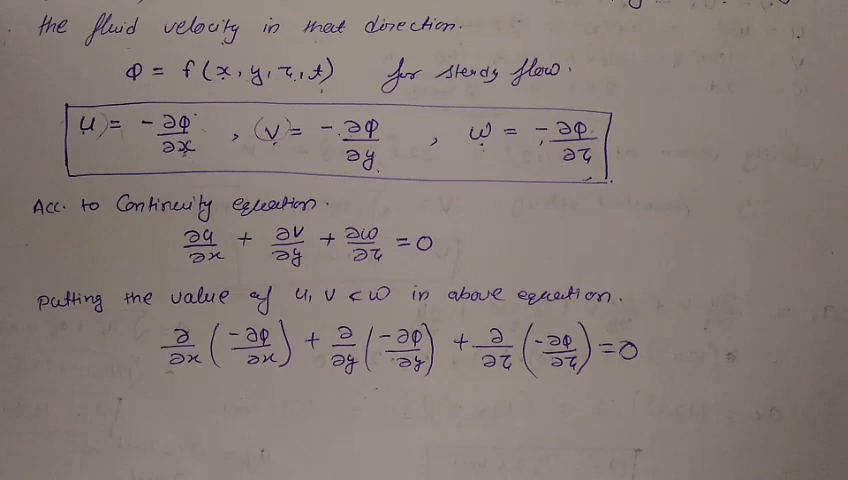 the fluid velocity in that direction.
Φ = f(x, y, z, t) for steady flow.
u = -∂Φ/∂x , v = -∂Φ/∂y , w = -∂Φ/∂z
Acc. to Continuity equation.
∂u/∂x + ∂v/∂y + ∂w/∂z = 0
putting the value of u, v & w in above equation.
∂/∂x (-∂Φ/∂x) + ∂/∂y (-∂Φ/∂y) + ∂/∂z (-∂Φ/∂z) = 0